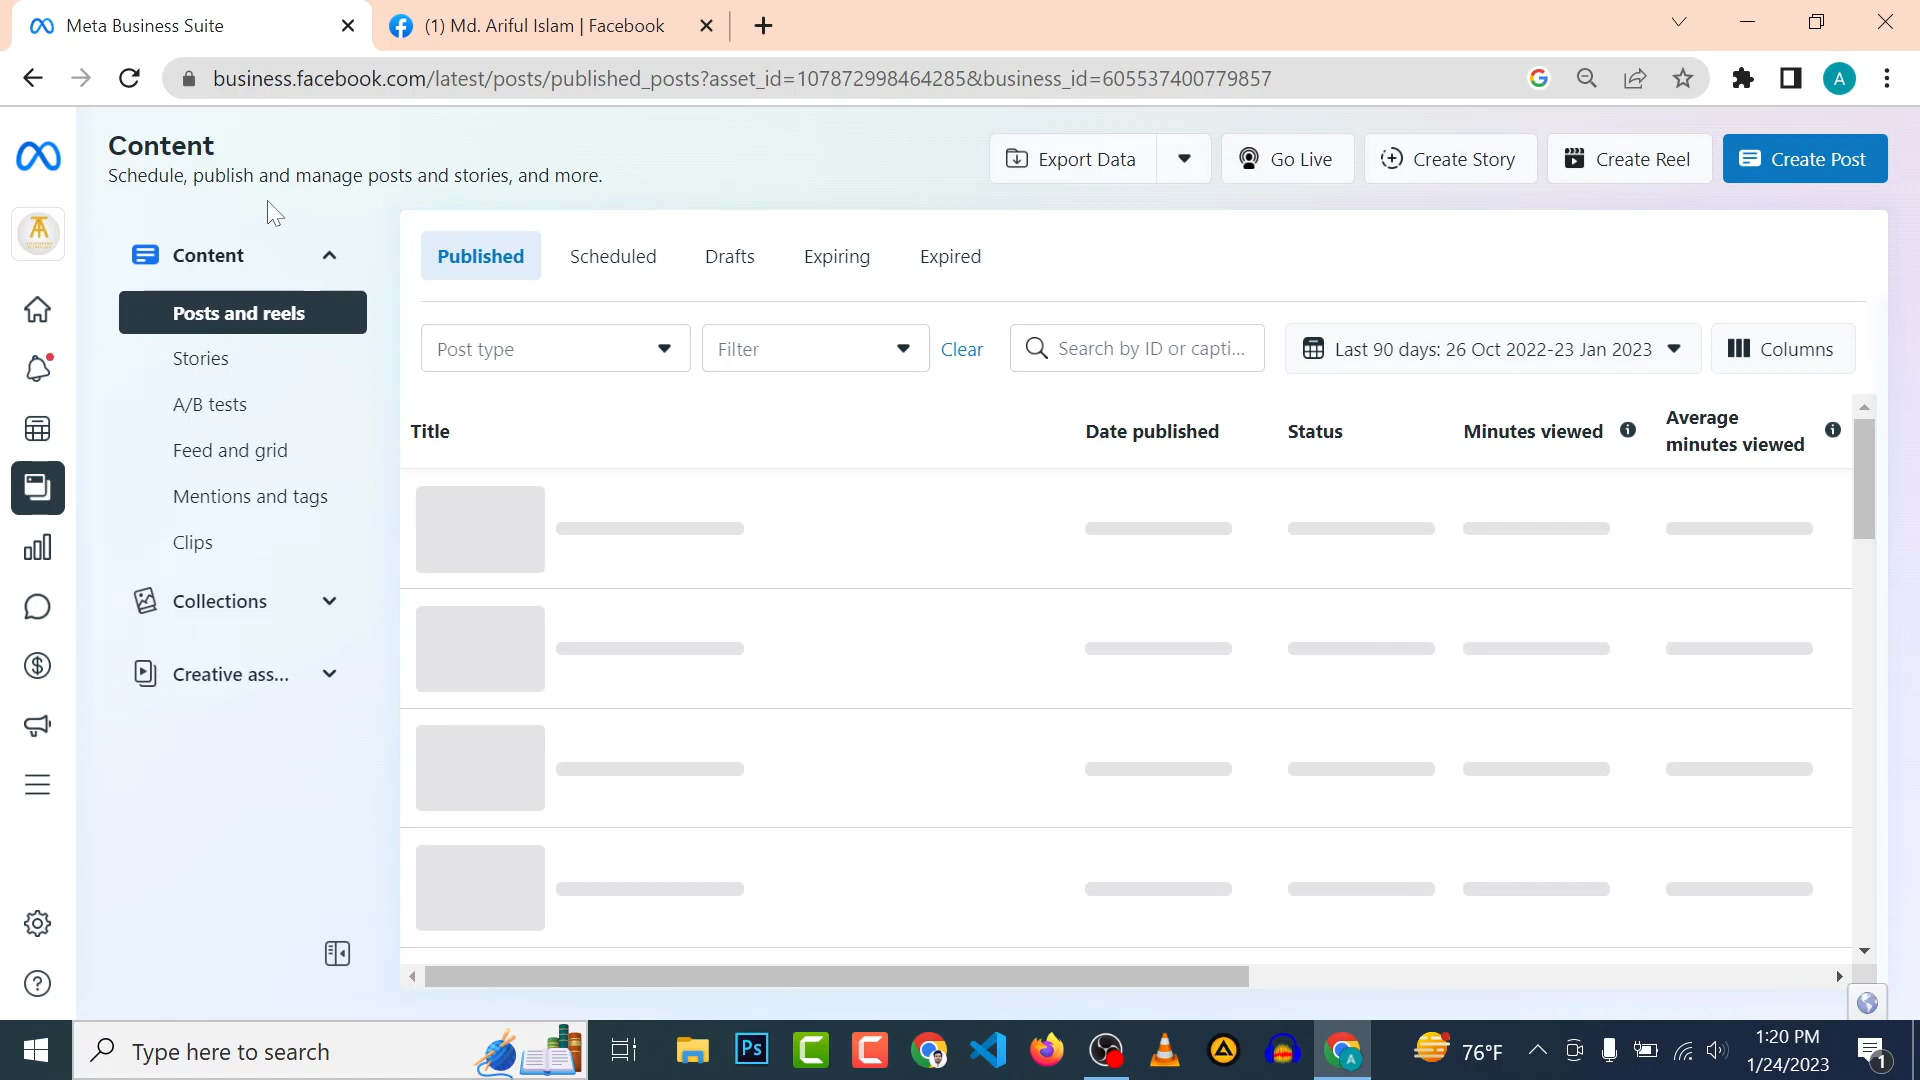 Meta Business Suite
(1) Md. Ariful Islam | Facebook
business.facebook.com/latest/posts/published_posts?asset_id=107872998464285&business_id=605537400779857
A
Content
Schedule, publish and manage posts and stories, and more.
Export Data
Go Live
Create Story
Create Reel
Create Post
Content
Posts and reels
Stories
A/B tests
Feed and grid
Mentions and tags
Clips
Collections
Creative ass...
Published
Scheduled
Drafts
Expiring
Expired
Post type
Filter
Clear
Search by ID or capti...
Last 90 days: 26 Oct 2022-23 Jan 2023
Columns
Title
Date published
Status
Minutes viewed
Average
minutes viewed
Type here to search
Ps
76°F
1:20 PM
1/24/2023
1